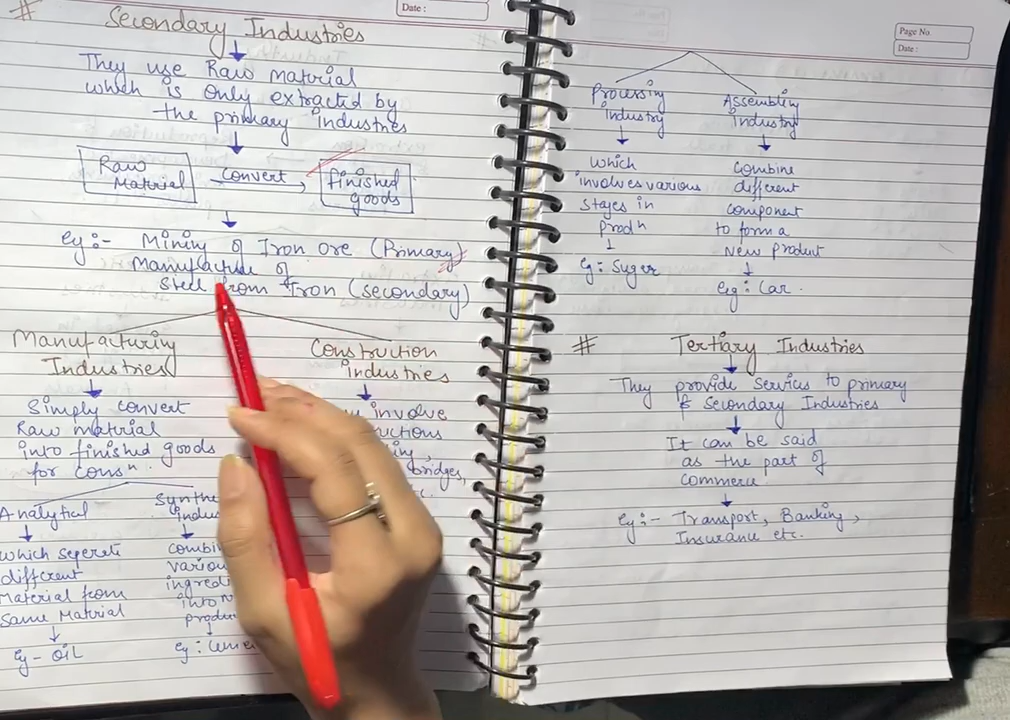 Date :
# Secondary Industries
They use Raw material
which is only extracted by
the primary industries
Raw Material Convert finished goods
Eg :- Mining of Iron ore (Primary)
Manufacture of
Steel from Iron (secondary)
Manufacturing
Industries
Simply convert
Raw material
into finished goods
for consⁿ.
Analytical
which seperete
different
Material from
Same Material
Eg - Oil
Construction
industries
involve
bridges,
Page No.
Date :
Processing
industry
which
involves various
stages in
prodⁿ
Eg : Suger
Assembling
industry
Combine
different
component
to form a
New product
Eg : Car.
# Tertiary Industries
They provide Services to primary
& Secondary Industries
It can be said
as the part of
commerce
Eg :- Transport, Banking,
Insurance etc.